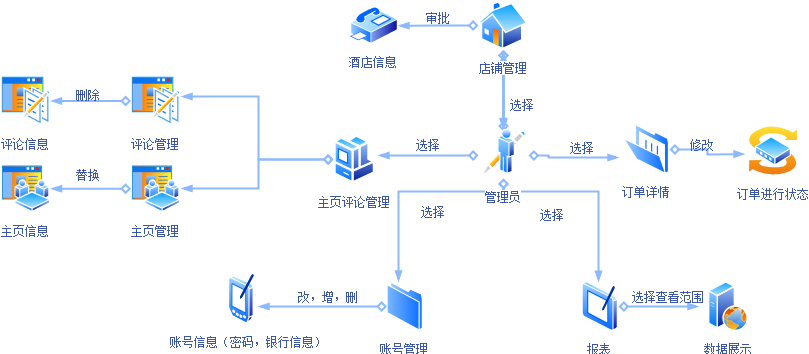 审批
酒店信息
店铺管理
选择
删除
评论信息
评论管理
选择
选择
修改
替换
主页评论管理
管理员
订单详情
订单进行状态
主页信息
主页管理
选择
选择
改，增，删
选择查看范围
账号信息（密码，银行信息）
账号管理
报表
数据展示